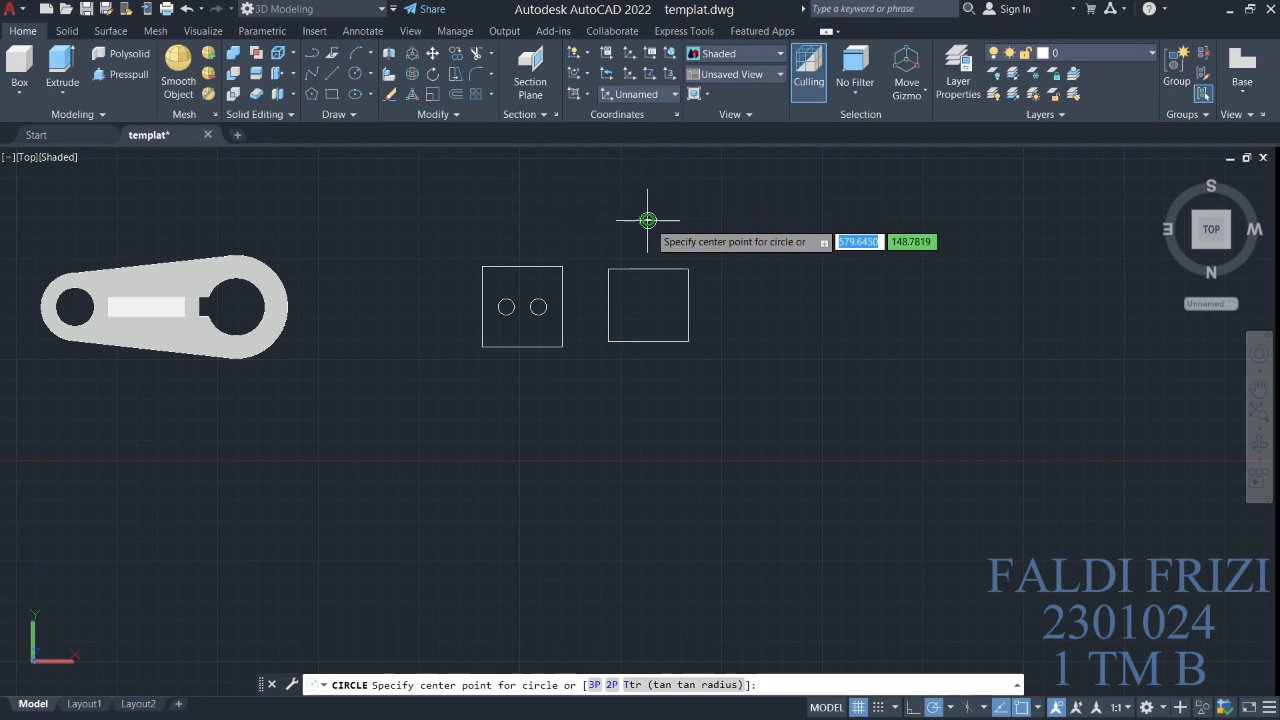 3D Modeling
Share
Autodesk AutoCAD 2022 templat.dwg
Type a keyword or phrase
Sign In
Home Solid Surface Mesh Visualize Parametric Insert Annotate View Manage Output Add-ins Collaborate Express Tools Featured Apps
Polysolid
Presspull
Shaded
Unsaved View
Unnamed
Box
Extrude
Smooth
Object
Section
Plane
Culling
No Filter
Move
Gizmo
Layer
Properties
0
Group
Base
Modeling
Mesh
Solid Editing
Draw
Modify
Section
Coordinates
View
Selection
Layers
Groups
View
Start
templat*
[−][Top][Shaded]
S
E
TOP
W
N
Unnamed
Specify center point for circle or
579.6450
148.7819
Y
X
FALDI FRIZI
2301024
1 TM B
CIRCLE Specify center point for circle or [3P 2P Ttr (tan tan radius)]:
Model Layout1 Layout2
MODEL
1:1